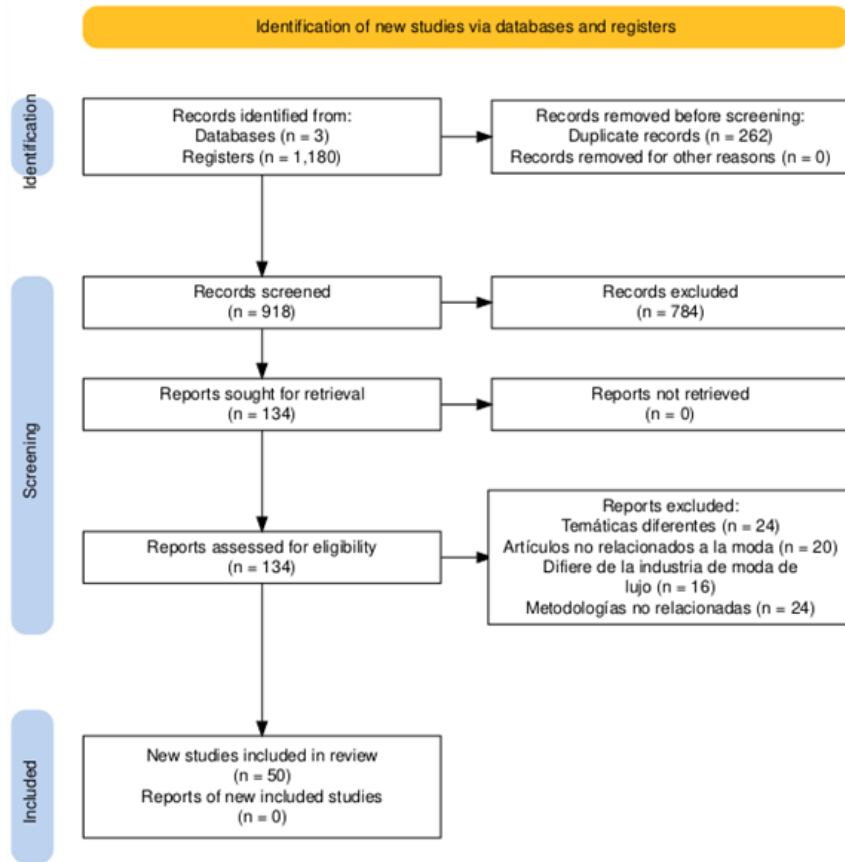 Identification of new studies via databases and registers
Identification
Records identified from:
Databases (n = 3)
Registers (n = 1,180)
Records removed before screening:
Duplicate records (n = 262)
Records removed for other reasons (n = 0)
Screening
Records screened
(n = 918)
Records excluded
(n = 784)
Reports sought for retrieval
(n = 134)
Reports not retrieved
(n = 0)
Reports assessed for eligibility
(n = 134)
Reports excluded:
Temáticas diferentes (n = 24)
Artículos no relacionados a la moda (n = 20)
Difiere de la industria de moda de
lujo (n = 16)
Metodologías no relacionadas (n = 24)
Included
New studies included in review
(n = 50)
Reports of new included studies
(n = 0)